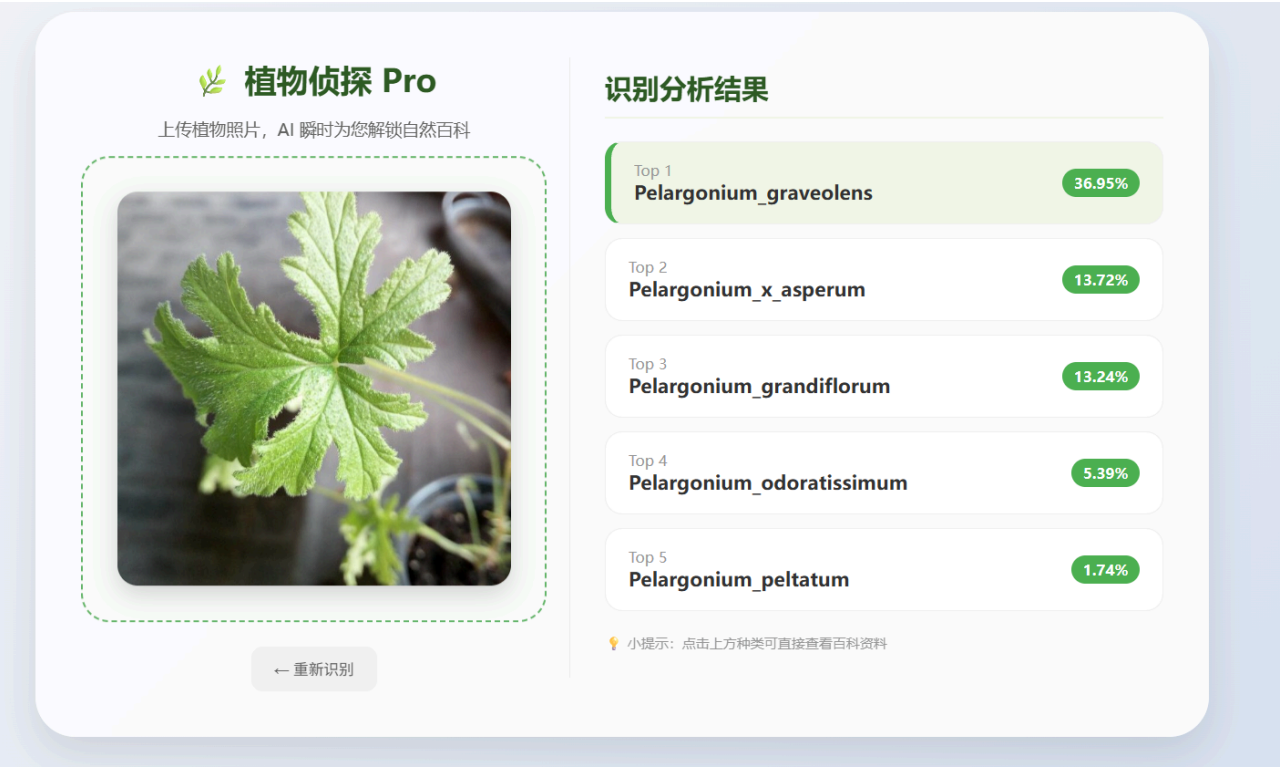 植物侦探 Pro
上传植物照片，AI 瞬时为您解锁自然百科
← 重新识别
识别分析结果
Top 1
Pelargonium_graveolens
36.95%
Top 2
Pelargonium_x_asperum
13.72%
Top 3
Pelargonium_grandiflorum
13.24%
Top 4
Pelargonium_odoratissimum
5.39%
Top 5
Pelargonium_peltatum
1.74%
小提示：点击上方种类可直接查看百科资料